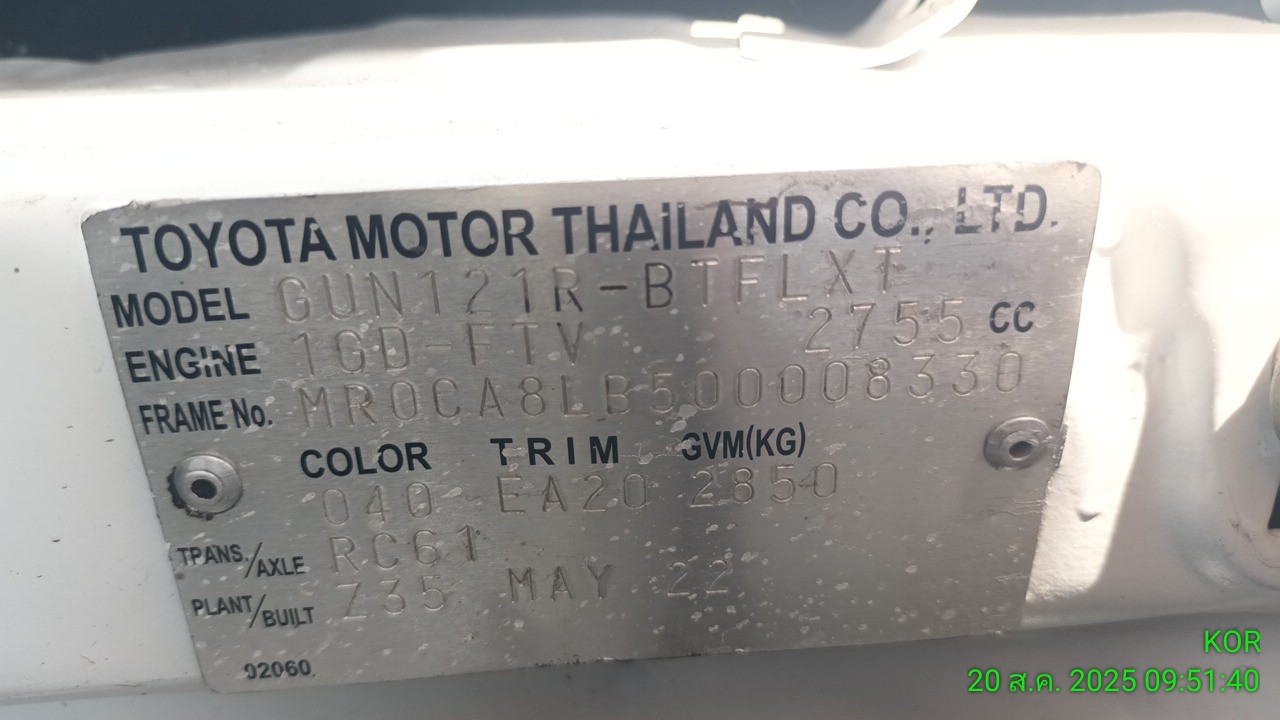 TOYOTA MOTOR THAILAND CO., LTD.
MODEL GUN121R-BTFLXT
ENGINE 1GD-FTV 2755 CC
FRAME No. MR0CA8LB500008330
COLOR TRIM GVM(KG)
040 EA20 2850
TRANS./AXLE RC61
PLANT/BUILT Z35 MAY 22
92060
KOR
20 ส.ค. 2025 09:51:40